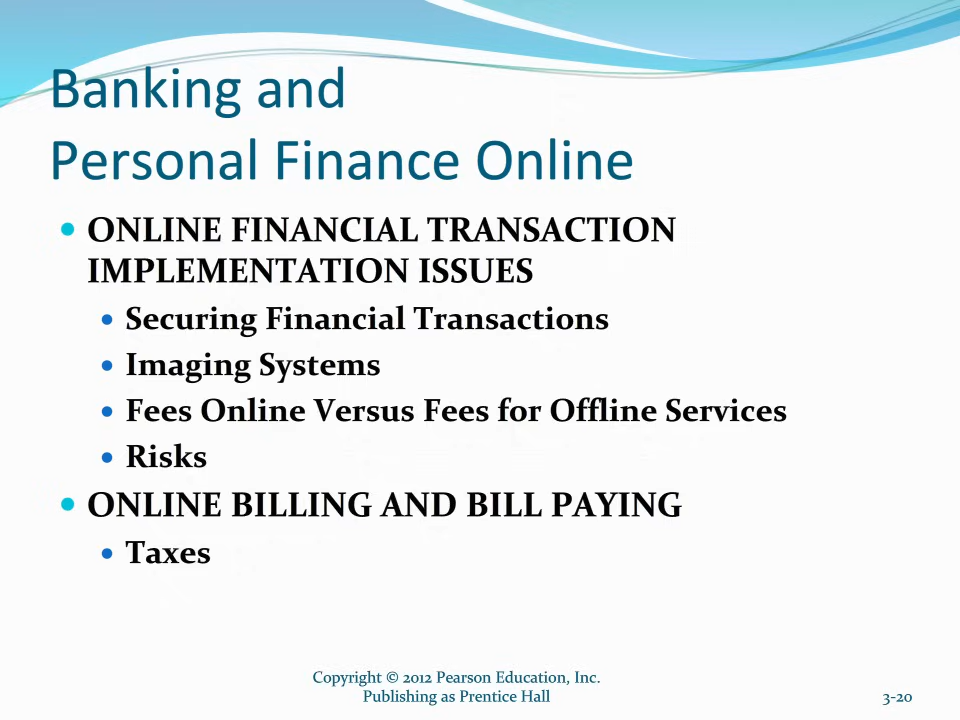 Banking and
Personal Finance Online
• ONLINE FINANCIAL TRANSACTION
IMPLEMENTATION ISSUES
• Securing Financial Transactions
• Imaging Systems
• Fees Online Versus Fees for Offline Services
• Risks
• ONLINE BILLING AND BILL PAYING
• Taxes
Copyright © 2012 Pearson Education, Inc.
Publishing as Prentice Hall
3-20